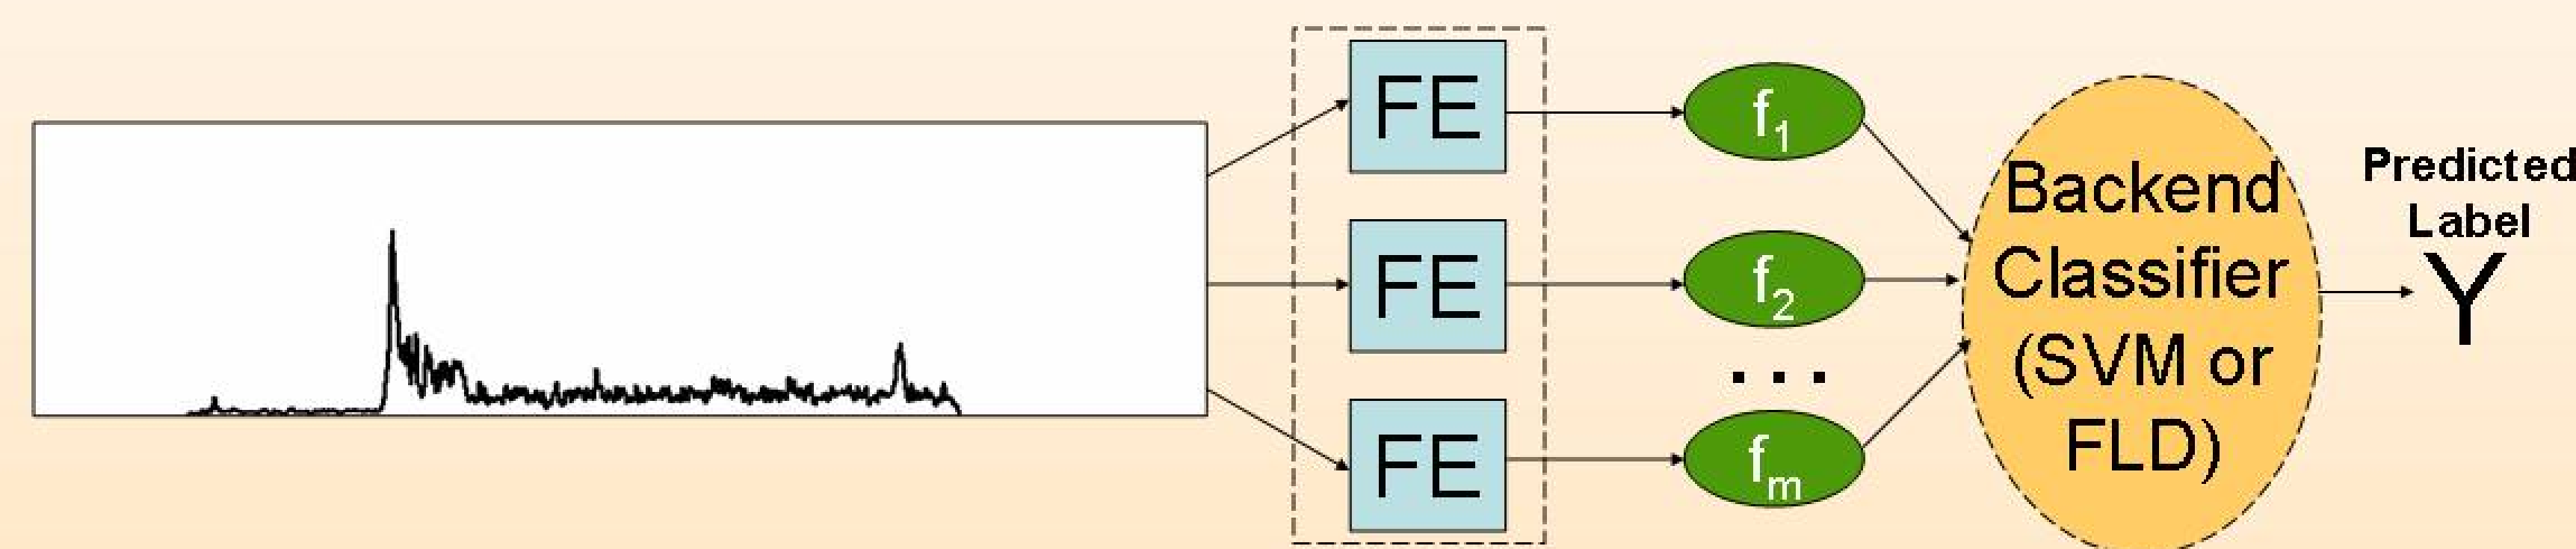 FE
f1
FE
f2
...
FE
fm
Backend
Classifier
(SVM or
FLD)
Predicted
Label
Y